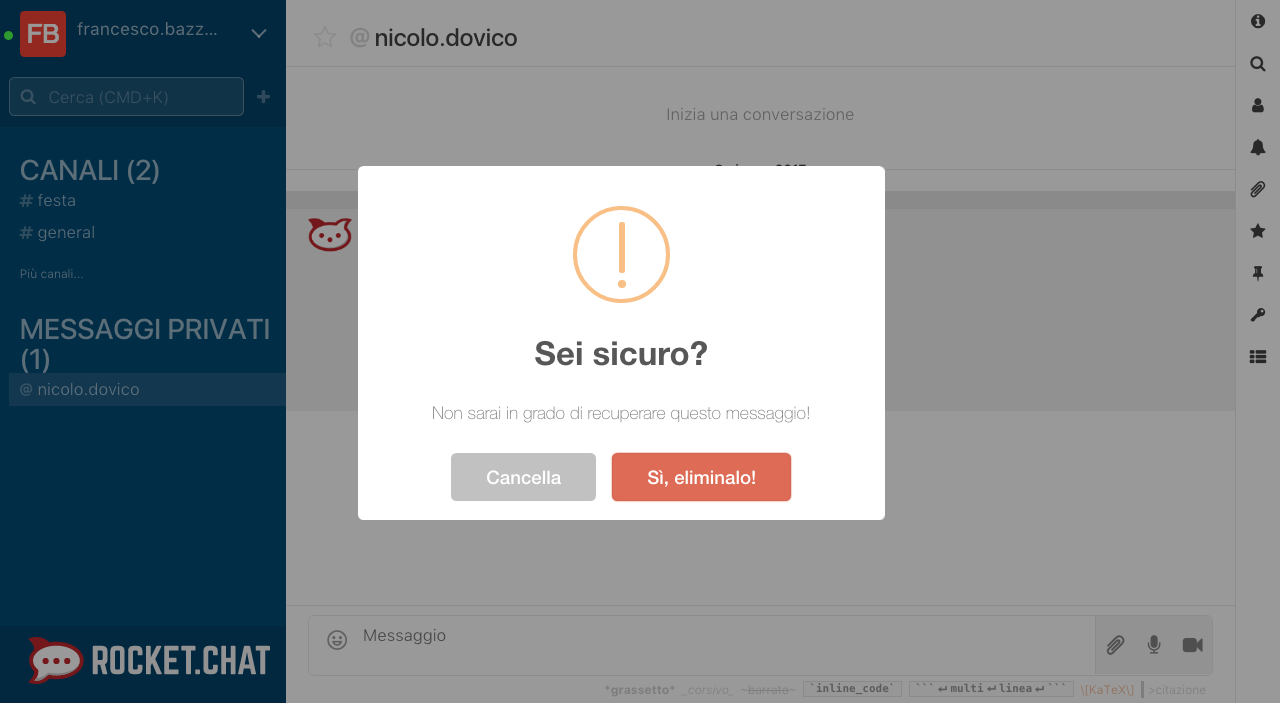 FB
francesco.bazz...
Cerca (CMD+K)
CANALI (2)
# festa
# general
Più canali...
MESSAGGI PRIVATI
(1)
@ nicolo.dovico
ROCKET.CHAT
@ nicolo.dovico
Inizia una conversazione
Sei sicuro?
Non sarai in grado di recuperare questo messaggio!
Cancella
Sì, eliminalo!
Messaggio
*grassetto* _corsivo_ ~barrato~ `inline_code` ```↵multi↵linea↵``` \[KaTeX\] >citazione